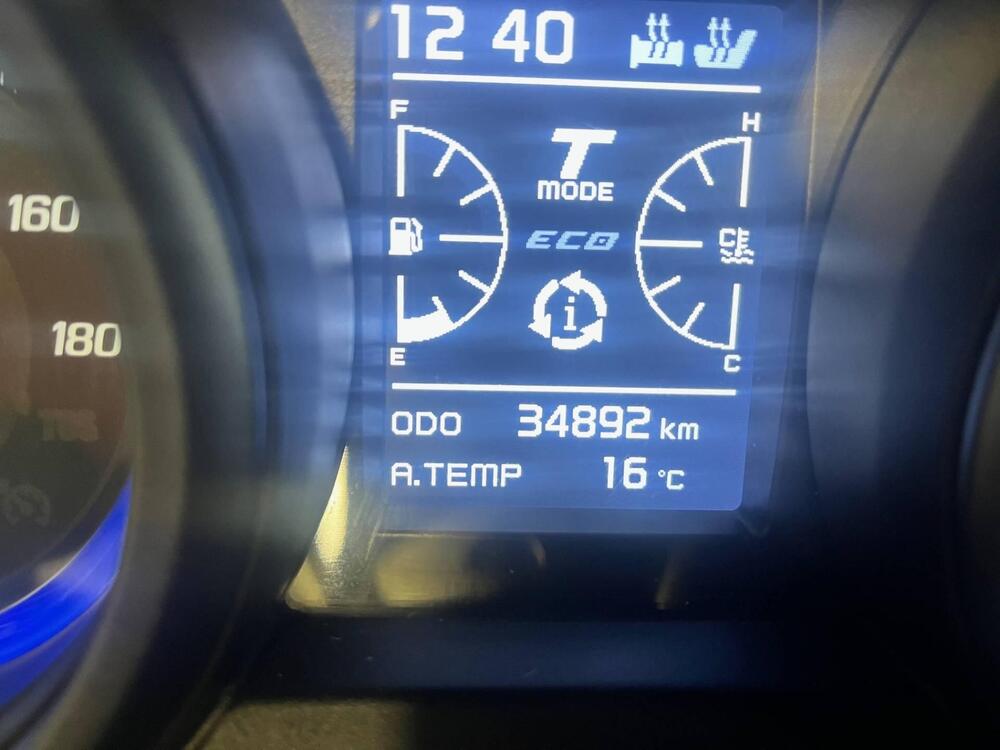 12 40
F
H
T
MODE
160
ECO
i
180
E
C
ODO 34892 km
A.TEMP 16 °C